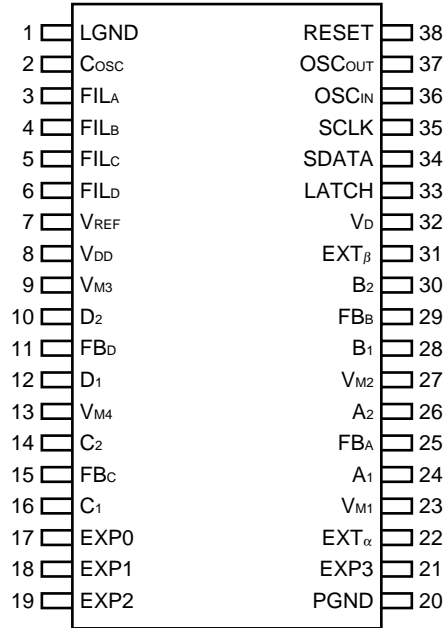 1 LGND RESET 38
2 COSC OSCOUT 37
3 FILA OSCIN 36
4 FILB SCLK 35
5 FILC SDATA 34
6 FILD LATCH 33
7 VREF VD 32
8 VDD EXTβ 31
9 VM3 B2 30
10 D2 FBB 29
11 FBD B1 28
12 D1 VM2 27
13 VM4 A2 26
14 C2 FBA 25
15 FBC A1 24
16 C1 VM1 23
17 EXP0 EXTα 22
18 EXP1 EXP3 21
19 EXP2 PGND 20